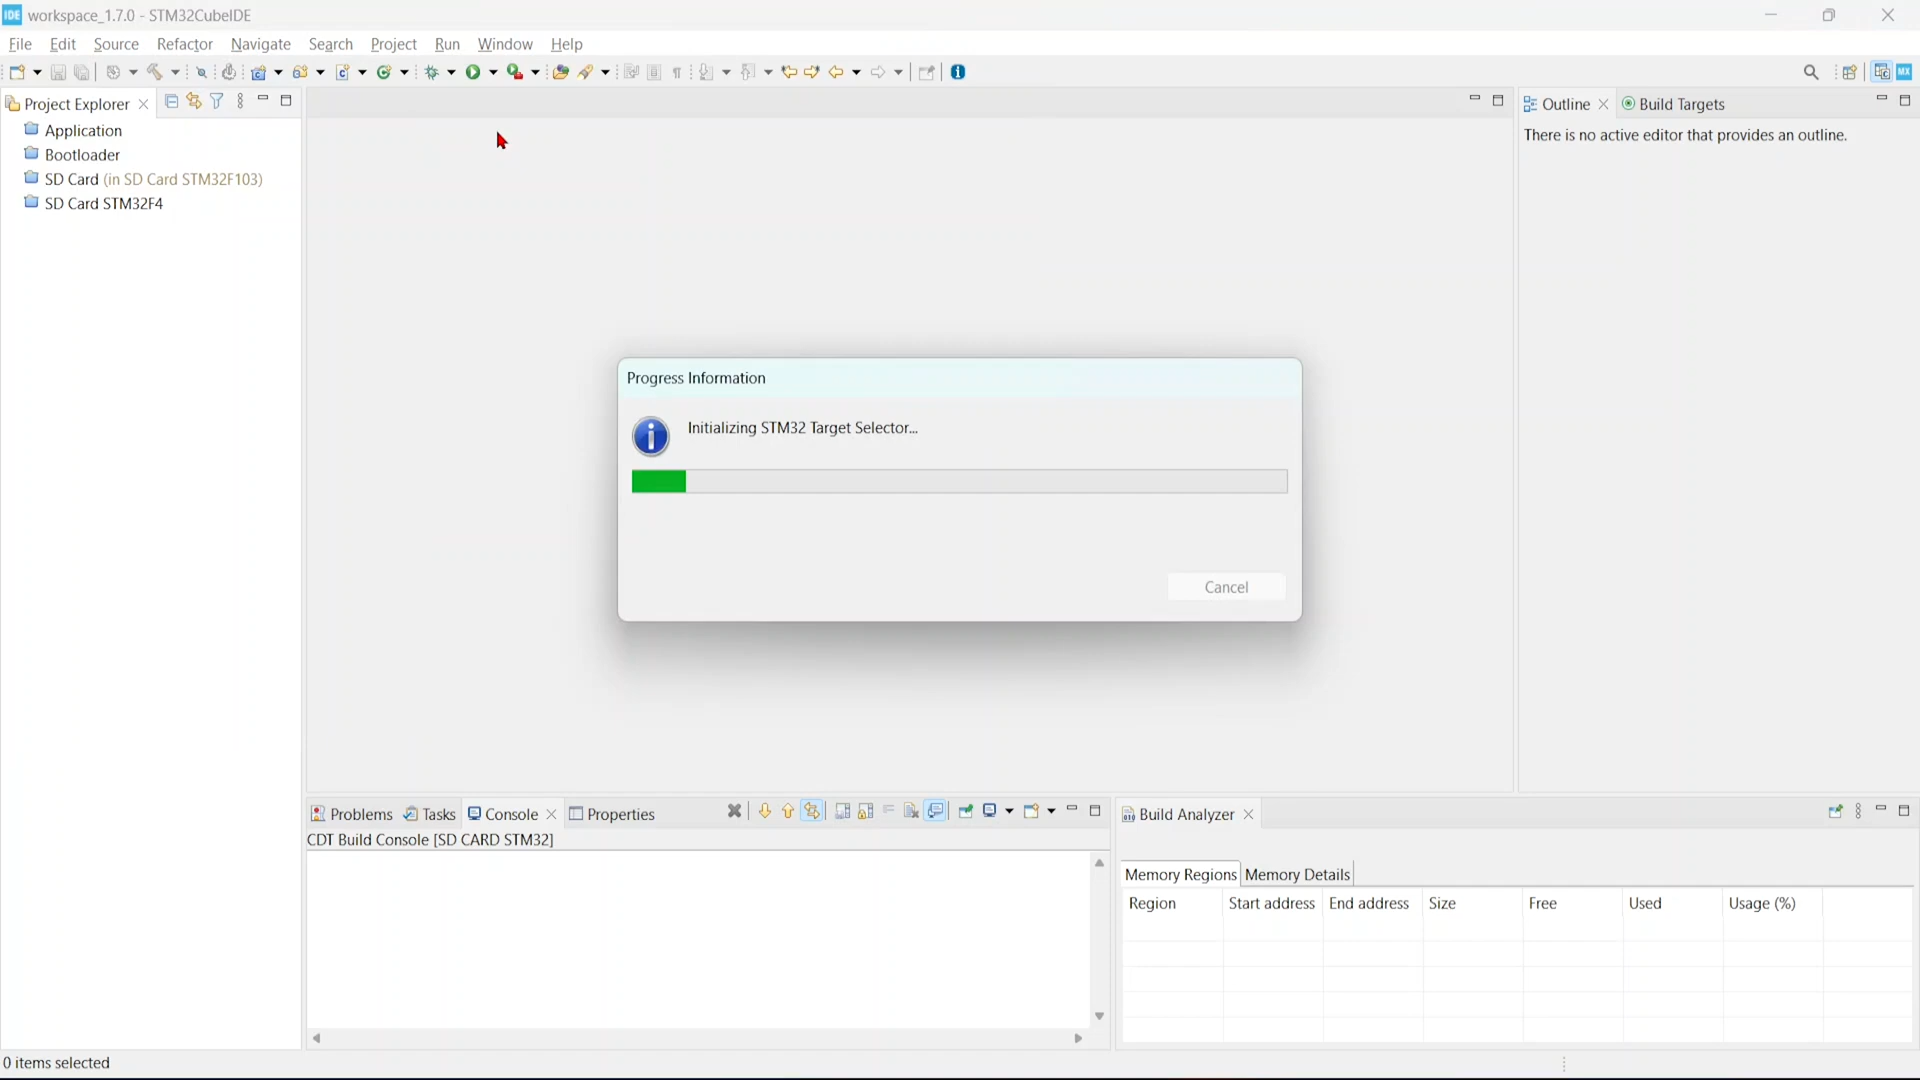 IDE workspace_1.7.0 - STM32CubeIDE
File Edit Source Refactor Navigate Search Project Run Window Help
MX
Project Explorer
Application
Bootloader
SD Card (in SD Card STM32F103)
SD Card STM32F4
Outline Build Targets
There is no active editor that provides an outline.
Progress Information
Initializing STM32 Target Selector...
Cancel
Problems Tasks Console Properties
CDT Build Console [SD CARD STM32]
Build Analyzer
Memory Regions Memory Details
Region Start address End address Size Free Used Usage (%)
0 items selected